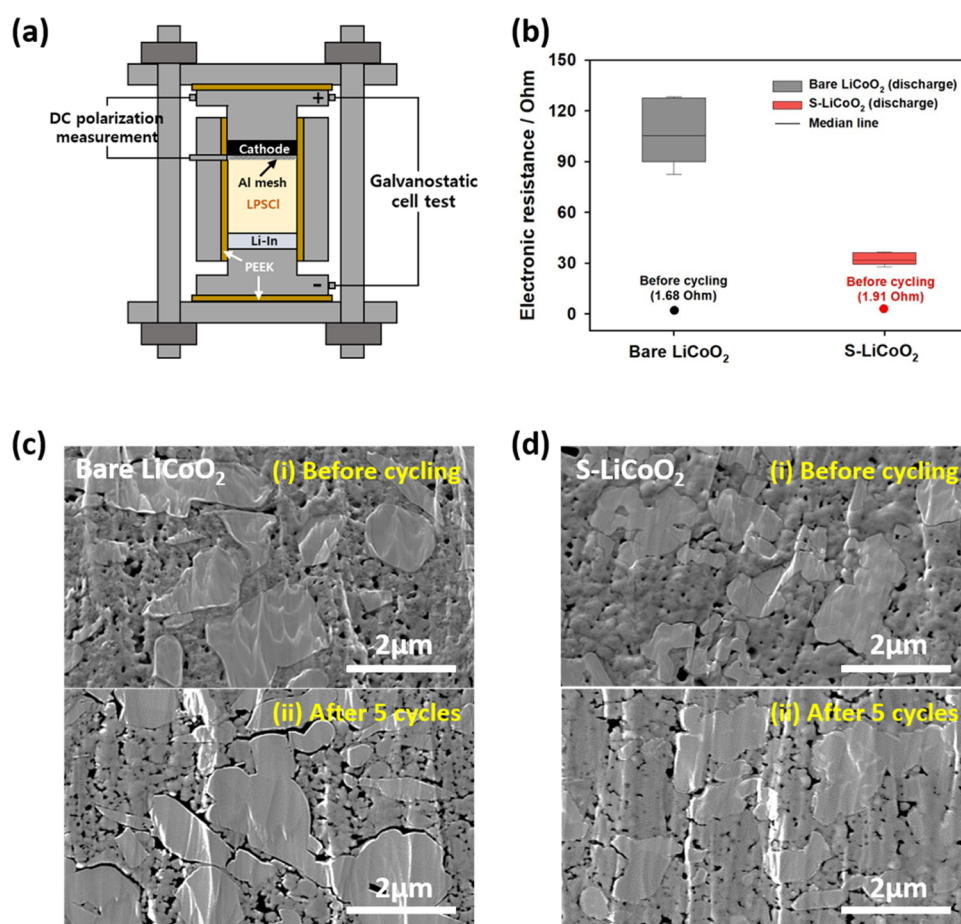 (a)
DC polarization
measurement
+
Cathode
Al mesh
LPSCl
Li-In
PEEK
−
Galvanostatic
cell test
(b)
Electronic resistance / Ohm
150
120
90
60
30
0
Bare LiCoO₂ (discharge)
S-LiCoO₂ (discharge)
Median line
Before cycling
(1.68 Ohm)
Before cycling
(1.91 Ohm)
Bare LiCoO₂
S-LiCoO₂
(c)
Bare LiCoO₂
(i) Before cycling
2μm
(ii) After 5 cycles
2μm
(d)
S-LiCoO₂
(i) Before cycling
2μm
(ii) After 5 cycles
2μm